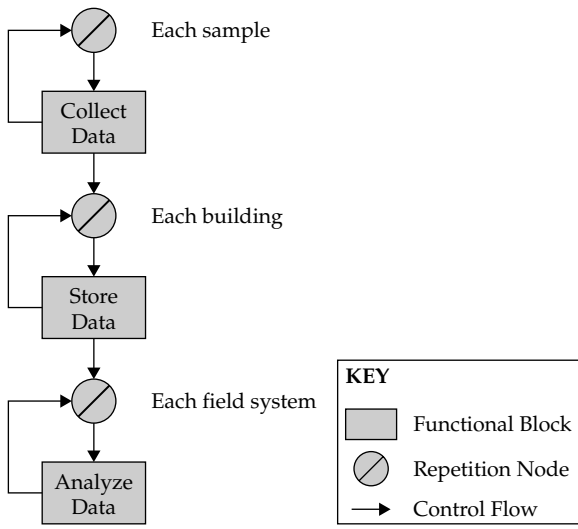 Each sample
Collect
Data
Each building
Store
Data
Each field system
Analyze
Data
KEY
Functional Block
Repetition Node
Control Flow